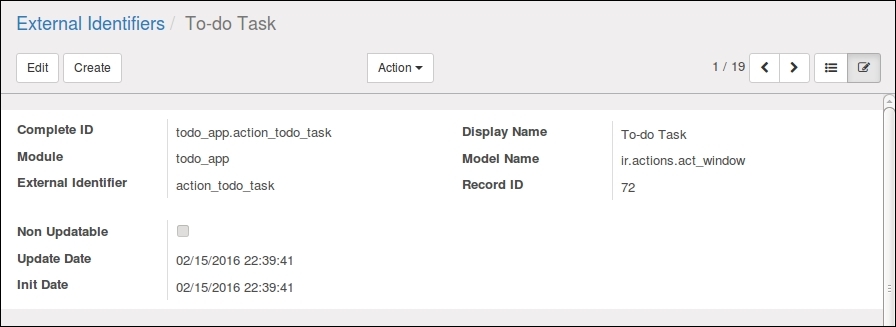 External Identifiers / To-do Task
Edit Create Action 1 / 19
Complete ID todo_app.action_todo_task Display Name To-do Task
Module todo_app Model Name ir.actions.act_window
External Identifier action_todo_task Record ID 72
Non Updatable
Update Date 02/15/2016 22:39:41
Init Date 02/15/2016 22:39:41